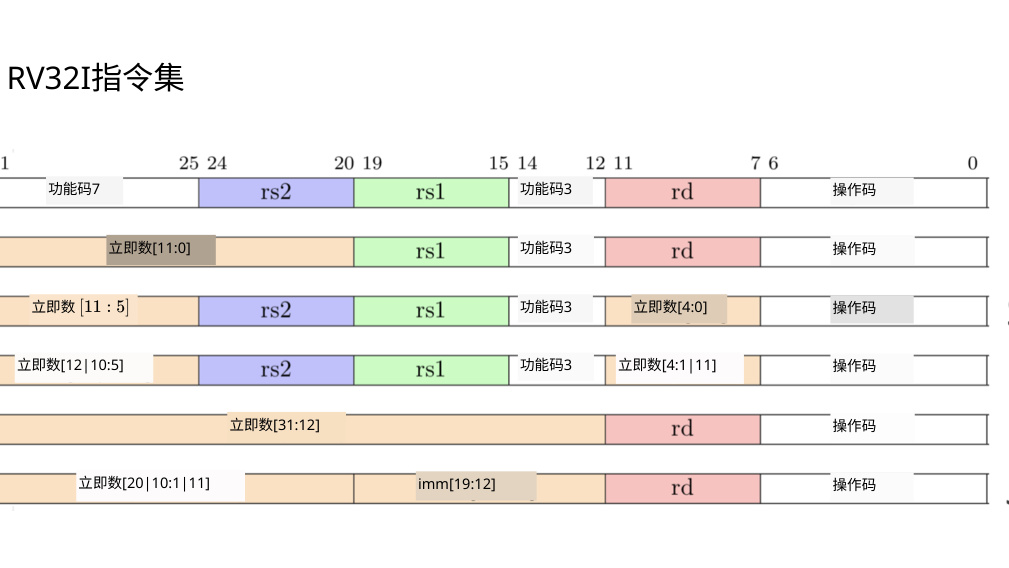 RV32I指令集
1 25 24 20 19 15 14 12 11 7 6 0
功能码7 rs2 rs1 功能码3 rd 操作码
立即数[11:0] rs1 功能码3 rd 操作码
立即数 [11 : 5] rs2 rs1 功能码3 立即数[4:0] 操作码
立即数[12|10:5] rs2 rs1 功能码3 立即数[4:1|11] 操作码
立即数[31:12] rd 操作码
立即数[20|10:1|11] imm[19:12] rd 操作码